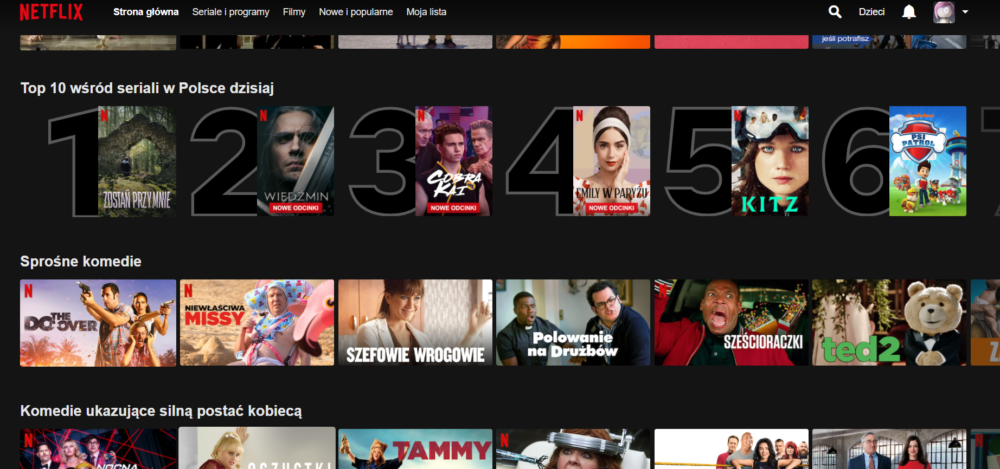 NETFLIX
Strona główna
Seriale i programy
Filmy
Nowe i popularne
Moja lista
Dzieci
jeśli potrafisz
Top 10 wśród seriali w Polsce dzisiaj
1
N
ZOSTAŃ PRZY MNIE
2
N
WIEDŹMIN
NOWE ODCINKI
3
N
COBRA
KAI
NOWE ODCINKI
4
N
EMILY W PARYŻU
NOWE ODCINKI
5
N
KITZ
6
nickelodeon
PSI
PATROL
Sprośne komedie
N
THE
DO-OVER
N
NIEWŁAŚCIWA
MISSY
SZEFOWIE WROGOWIE
Polowanie
na Drużbów
N
SZEŚCIORACZKI
ted2
Komedie ukazujące silną postać kobiecą
N
NOCNA
TAMMY
N
N